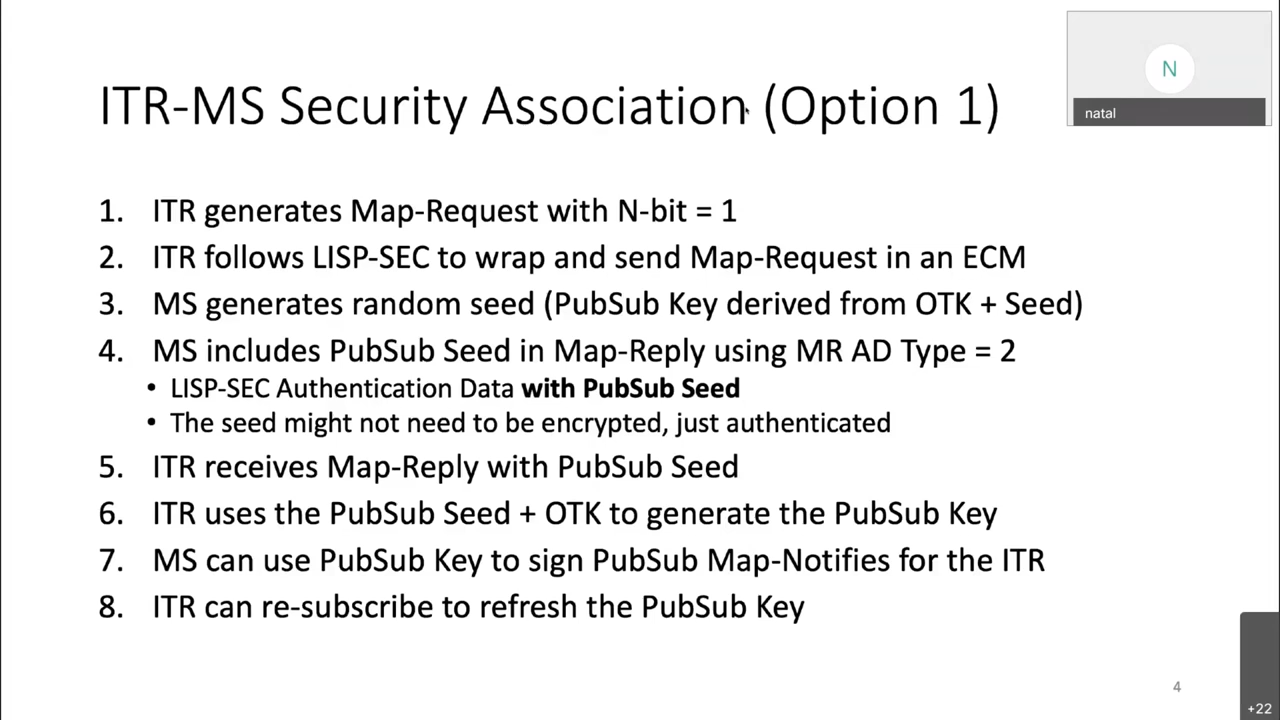 ITR-MS Security Association (Option 1)
N
natal
1. ITR generates Map-Request with N-bit = 1
2. ITR follows LISP-SEC to wrap and send Map-Request in an ECM
3. MS generates random seed (PubSub Key derived from OTK + Seed)
4. MS includes PubSub Seed in Map-Reply using MR AD Type = 2
• LISP-SEC Authentication Data with PubSub Seed
• The seed might not need to be encrypted, just authenticated
5. ITR receives Map-Reply with PubSub Seed
6. ITR uses the PubSub Seed + OTK to generate the PubSub Key
7. MS can use PubSub Key to sign PubSub Map-Notifies for the ITR
8. ITR can re-subscribe to refresh the PubSub Key
4
+22